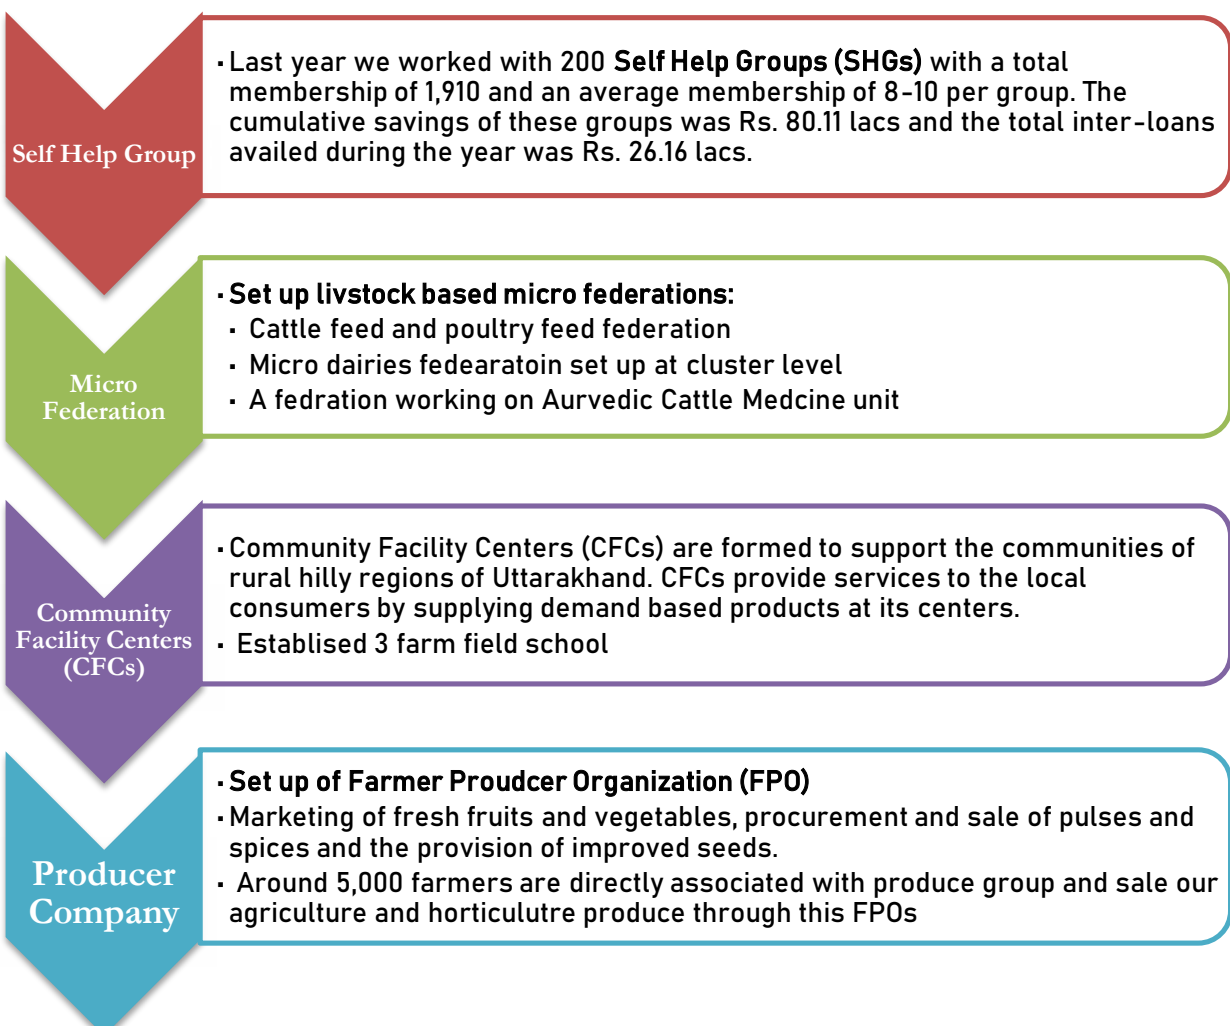 Self Help Group
· Last year we worked with 200 Self Help Groups (SHGs) with a total
membership of 1,910 and an average membership of 8-10 per group. The
cumulative savings of these groups was Rs. 80.11 lacs and the total inter-loans
availed during the year was Rs. 26.16 lacs.
Micro
Federation
· Set up livstock based micro federations:
· Cattle feed and poultry feed federation
· Micro dairies fedearatoin set up at cluster level
· A fedration working on Aurvedic Cattle Medcine unit
Community
Facility Centers
(CFCs)
· Community Facility Centers (CFCs) are formed to support the communities of
rural hilly regions of Uttarakhand. CFCs provide services to the local
consumers by supplying demand based products at its centers.
· Establised 3 farm field school
Producer
Company
· Set up of Farmer Proudcer Organization (FPO)
· Marketing of fresh fruits and vegetables, procurement and sale of pulses and
spices and the provision of improved seeds.
· Around 5,000 farmers are directly associated with produce group and sale our
agriculture and horticulutre produce through this FPOs